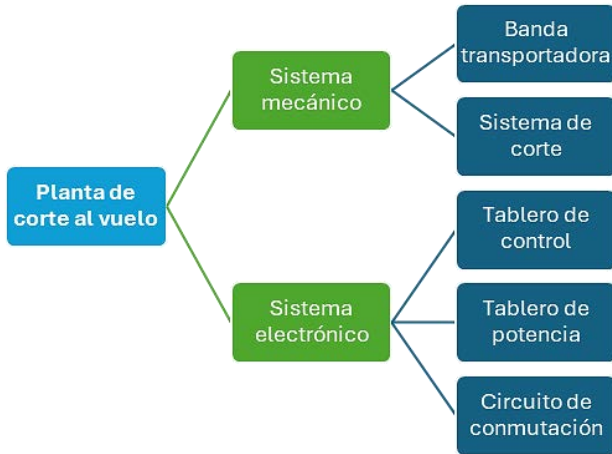 Planta de
corte al vuelo
Sistema
mecánico
Banda
transportadora
Sistema de
corte
Sistema
electrónico
Tablero de
control
Tablero de
potencia
Circuito de
conmutación